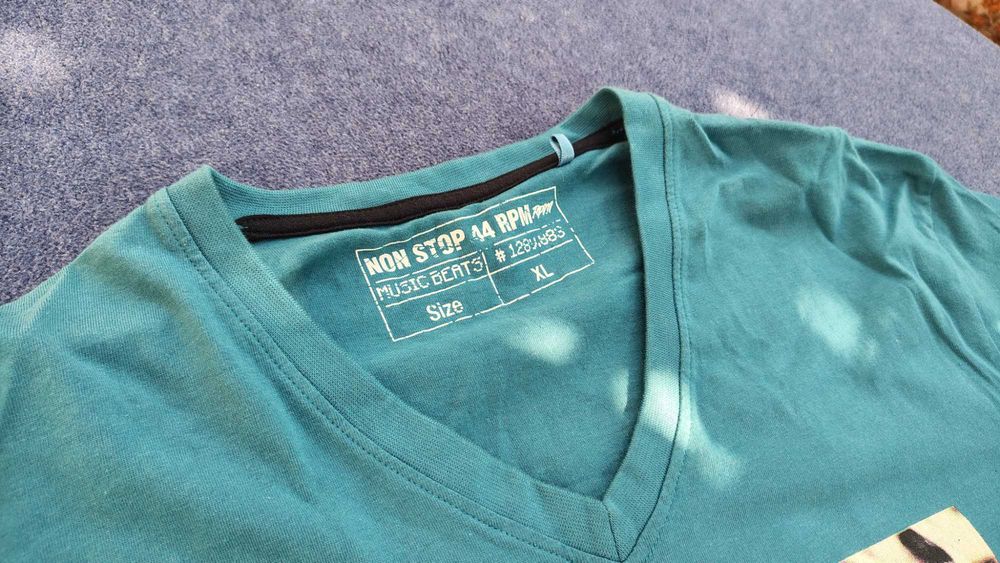 NON STOP 44 RPM
MUSIC BEATS
Size
XL